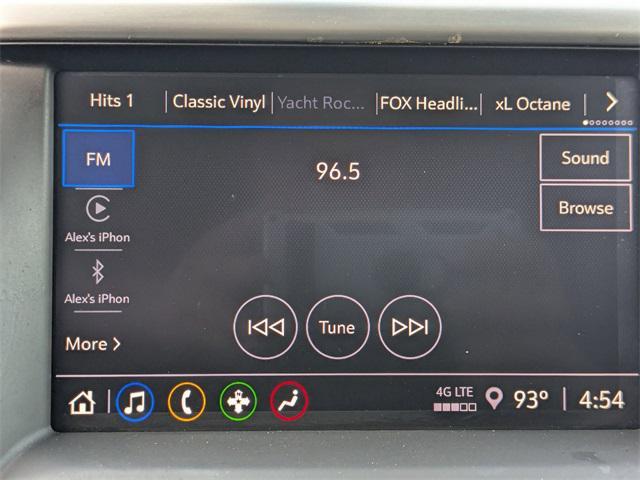 Hits 1 Classic Vinyl Yacht Roc... FOX Headli... xL Octane
FM
96.5
Sound
Browse
Alex's iPhon
Alex's iPhon
More
Tune
4G LTE
93° 4:54